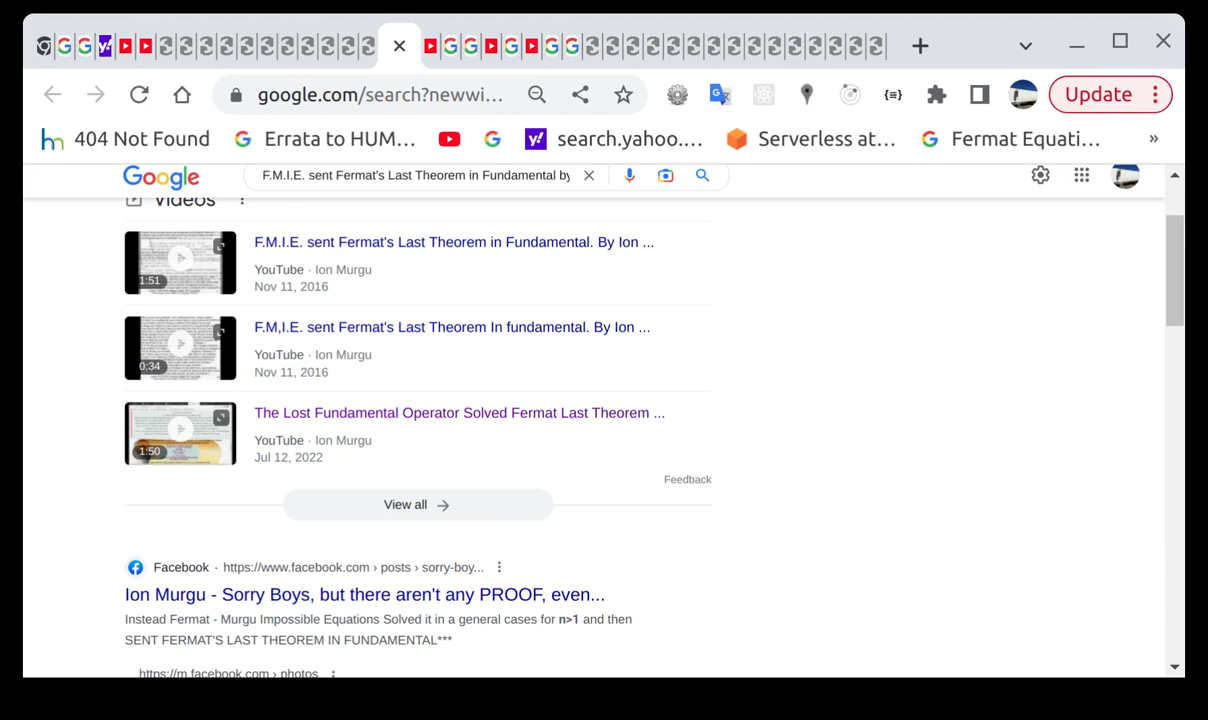 google.com/search?newwi...
Update
404 Not Found
Errata to HUM...
search.yahoo....
Serverless at...
Fermat Equati...
»
Google
F.M.I.E. sent Fermat's Last Theorem in Fundamental by
Videos
F.M.I.E. sent Fermat's Last Theorem in Fundamental. By Ion ...
YouTube · Ion Murgu
Nov 11, 2016
1:51
F.M,I.E. sent Fermat's Last Theorem In fundamental. By Ion ...
YouTube · Ion Murgu
Nov 11, 2016
0:34
The Lost Fundamental Operator Solved Fermat Last Theorem ...
YouTube · Ion Murgu
Jul 12, 2022
1:50
Feedback
View all
Facebook · https://www.facebook.com › posts › sorry-boy...
Ion Murgu - Sorry Boys, but there aren't any PROOF, even...
Instead Fermat - Murgu Impossible Equations Solved it in a general cases for n>1 and then
SENT FERMAT'S LAST THEOREM IN FUNDAMENTAL***
https://m.facebook.com › photos